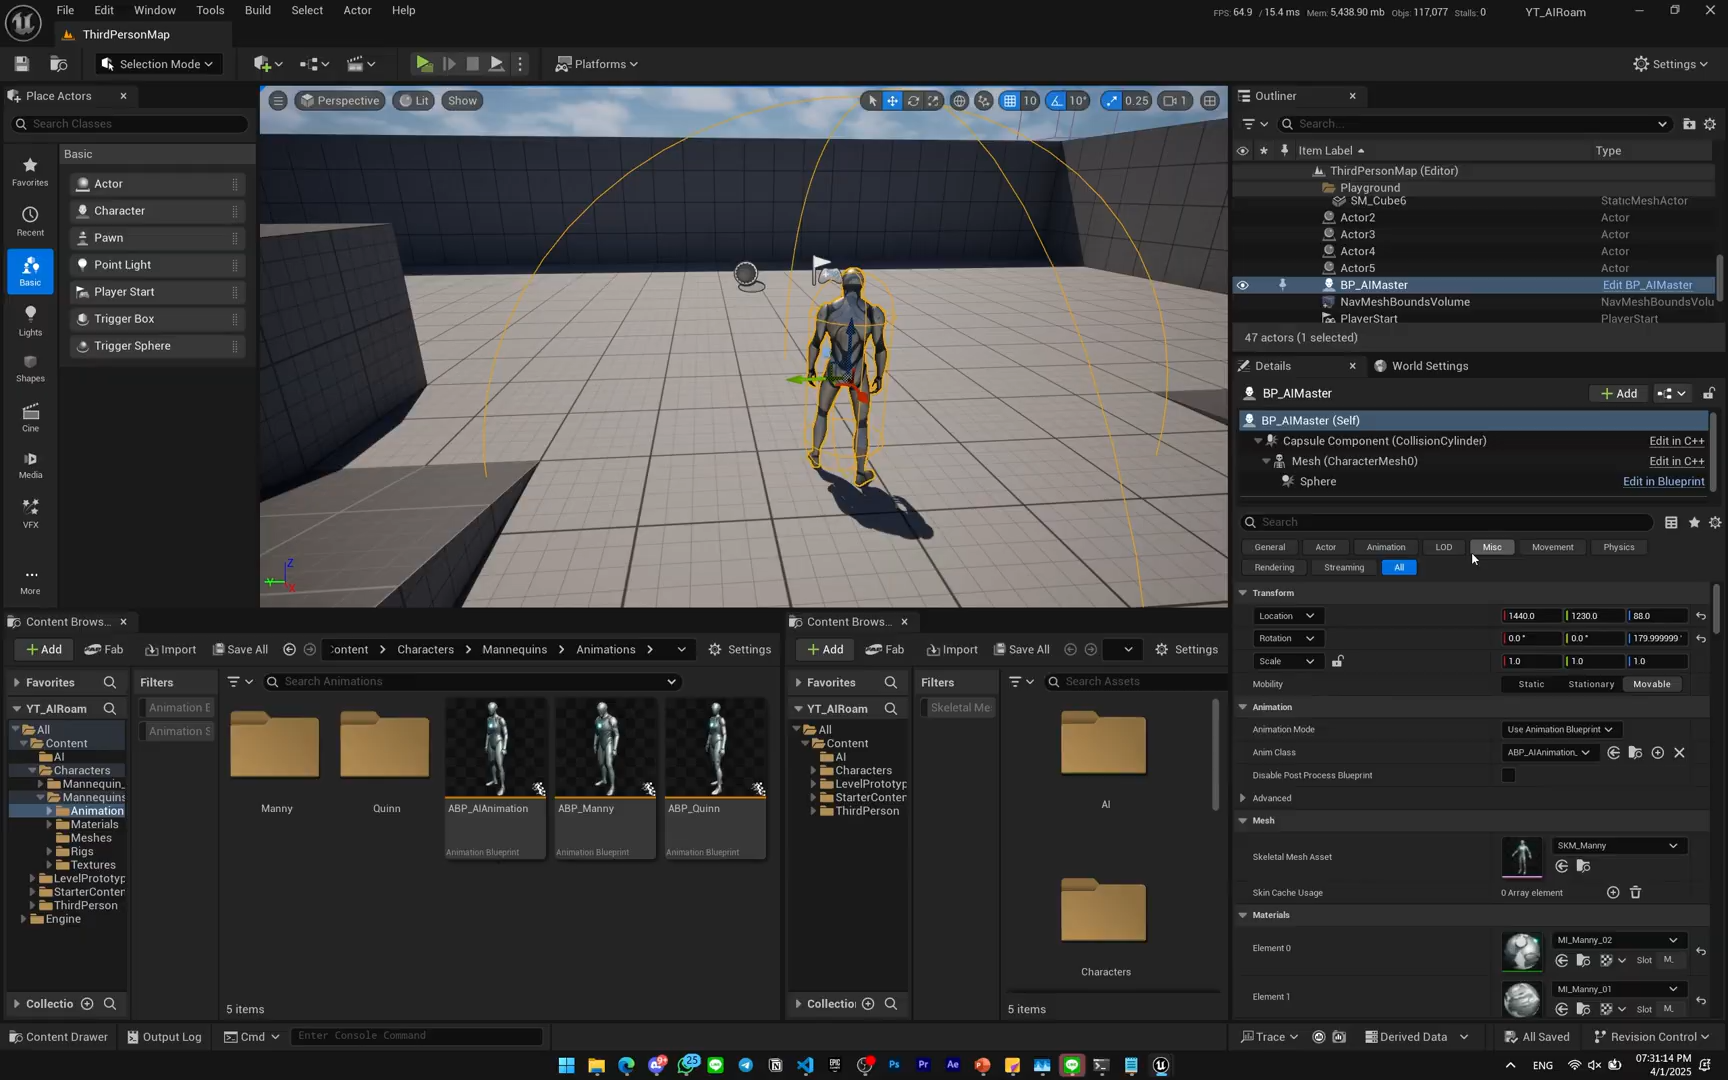 File Edit Window Tools Build Select Actor Help
FPS: 64.9 / 15.4 ms Mem: 5,438.90 mb Objs: 117,077 Stalls: 0
YT_AIRoam
ThirdPersonMap
Selection Mode
Platforms
Settings
Place Actors
Search Classes
Favorites
Recent
Basic
Lights
Shapes
Cine
Media
VFX
More
Basic
Actor
Character
Pawn
Point Light
Player Start
Trigger Box
Trigger Sphere
Perspective Lit Show
10 10° 0.25 1
Z
Y
X
Outliner
Search...
Item Label Type
ThirdPersonMap (Editor)
Playground
SM_Cube6 StaticMeshActor
Actor2 Actor
Actor3 Actor
Actor4 Actor
Actor5 Actor
BP_AIMaster Edit BP_AIMaster
NavMeshBoundsVolume NavMeshBoundsVolu
PlayerStart PlayerStart
47 actors (1 selected)
Details World Settings
BP_AIMaster
Add
BP_AIMaster (Self)
Capsule Component (CollisionCylinder) Edit in C++
Mesh (CharacterMesh0) Edit in C++
Sphere Edit in Blueprint
Search
General Actor Animation LOD Misc Movement Physics
Rendering Streaming All
Transform
Location 1440.0 1230.0 88.0
Rotation 0.0° 0.0° 179.999999°
Scale 1.0 1.0 1.0
Mobility Static Stationary Movable
Animation
Animation Mode Use Animation Blueprint
Anim Class ABP_AIAnimation_
Disable Post Process Blueprint
Advanced
Mesh
Skeletal Mesh Asset SKM_Manny
Skin Cache Usage 0 Array element
Materials
Element 0 MI_Manny_02
Slot M_
Element 1 MI_Manny_01
Slot M_
Content Brows...
Add Fab Import Save All Content Characters Mannequins Animations Settings
Favorites
YT_AIRoam
All
Content
AI
Characters
Mannequin_
Mannequins
Animation
Materials
Meshes
Rigs
Textures
LevelPrototyp
StarterConten
ThirdPerson
Engine
Collectio
Filters
Animation B
Animation S
Search Animations
Manny
Quinn
ABP_AIAnimation
Animation Blueprint
ABP_Manny
Animation Blueprint
ABP_Quinn
Animation Blueprint
5 items
Content Brows...
Add Fab Import Save All Settings
Favorites
YT_AIRoam
All
Content
AI
Characters
LevelPrototyp
StarterConten
ThirdPerson
Collectio
Filters
Skeletal Me
Search Assets
AI
Characters
5 items
Content Drawer Output Log Cmd Enter Console Command
Trace Derived Data All Saved Revision Control
9+
25
Ps Pr Ae
ENG
07:31:14 PM
4/1/2025